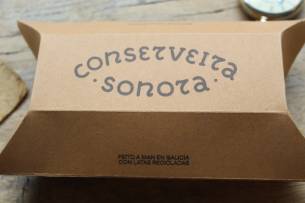 conserveira
· sonora ·
FEITO A MAN EN GALICIA
CON LATAS RECICLADAS